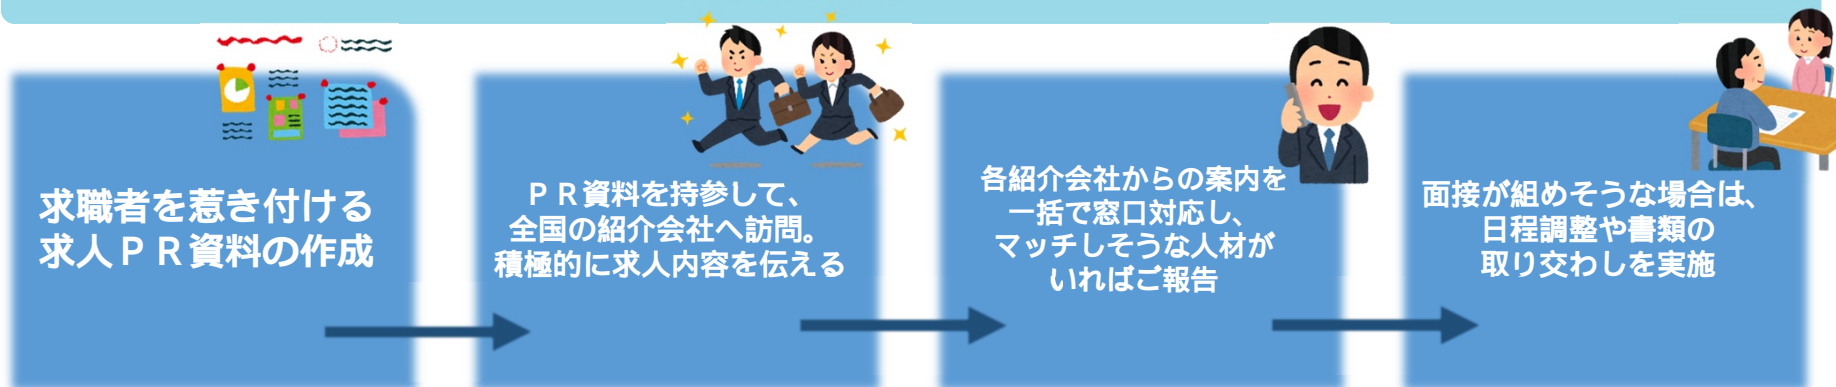 求職者を惹き付ける
求人ＰＲ資料の作成
ＰＲ資料を持参して、
全国の紹介会社へ訪問。
積極的に求人内容を伝える
各紹介会社からの案内を
一括で窓口対応し、
マッチしそうな人材が
いればご報告
面接が組めそうな場合は、
日程調整や書類の
取り交わしを実施